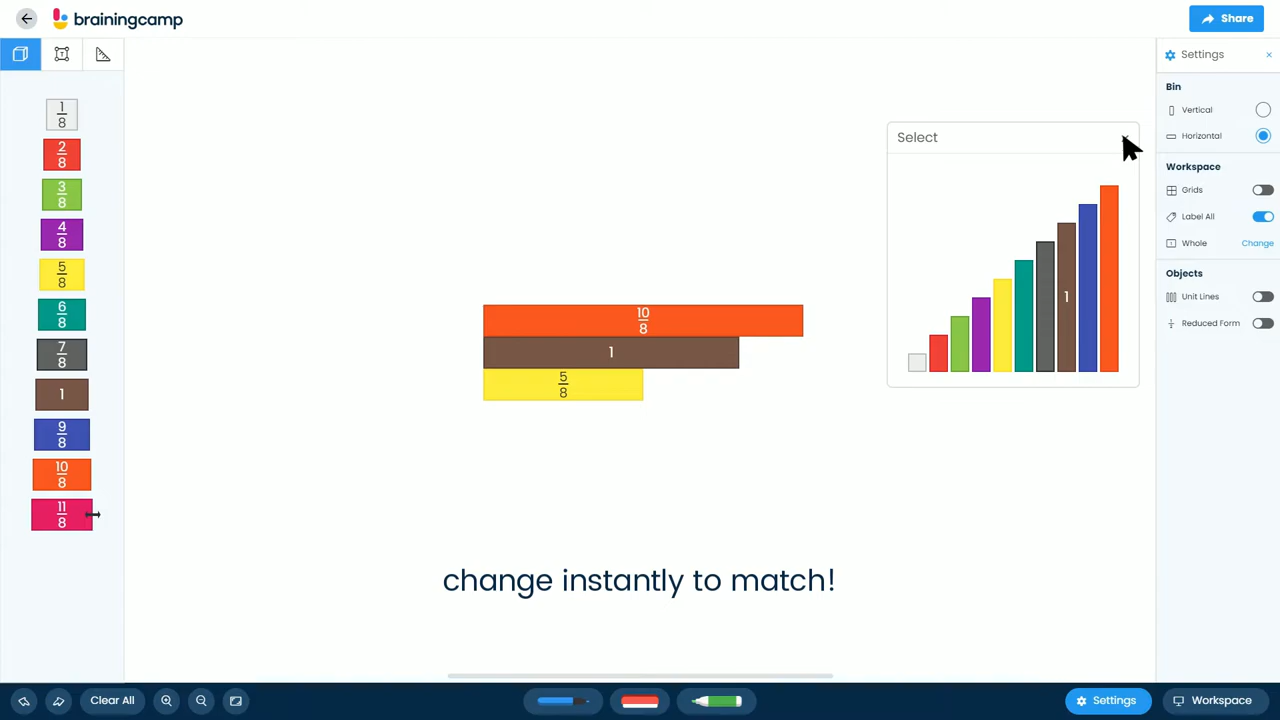 brainingcamp
Share
T
Settings
Bin
Vertical
Horizontal
Workspace
Grids
Label All
1 Whole Change
Objects
Unit Lines
Reduced Form
1
8
2
8
3
8
4
8
5
8
6
8
7
8
1
9
8
10
8
11
8
10
8
1
5
8
Select
1
change instantly to match!
Clear All
Settings
Workspace